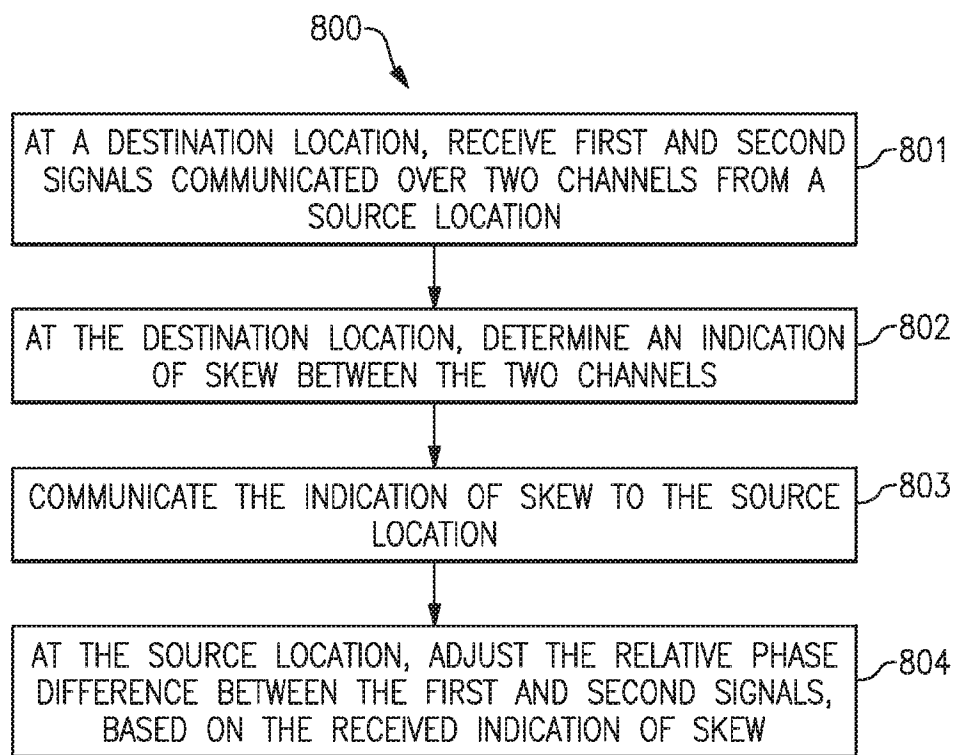 800
AT A DESTINATION LOCATION, RECEIVE FIRST AND SECOND
SIGNALS COMMUNICATED OVER TWO CHANNELS FROM A
SOURCE LOCATION
801
AT THE DESTINATION LOCATION, DETERMINE AN INDICATION
OF SKEW BETWEEN THE TWO CHANNELS
802
COMMUNICATE THE INDICATION OF SKEW TO THE SOURCE
LOCATION
803
AT THE SOURCE LOCATION, ADJUST THE RELATIVE PHASE
DIFFERENCE BETWEEN THE FIRST AND SECOND SIGNALS,
BASED ON THE RECEIVED INDICATION OF SKEW
804